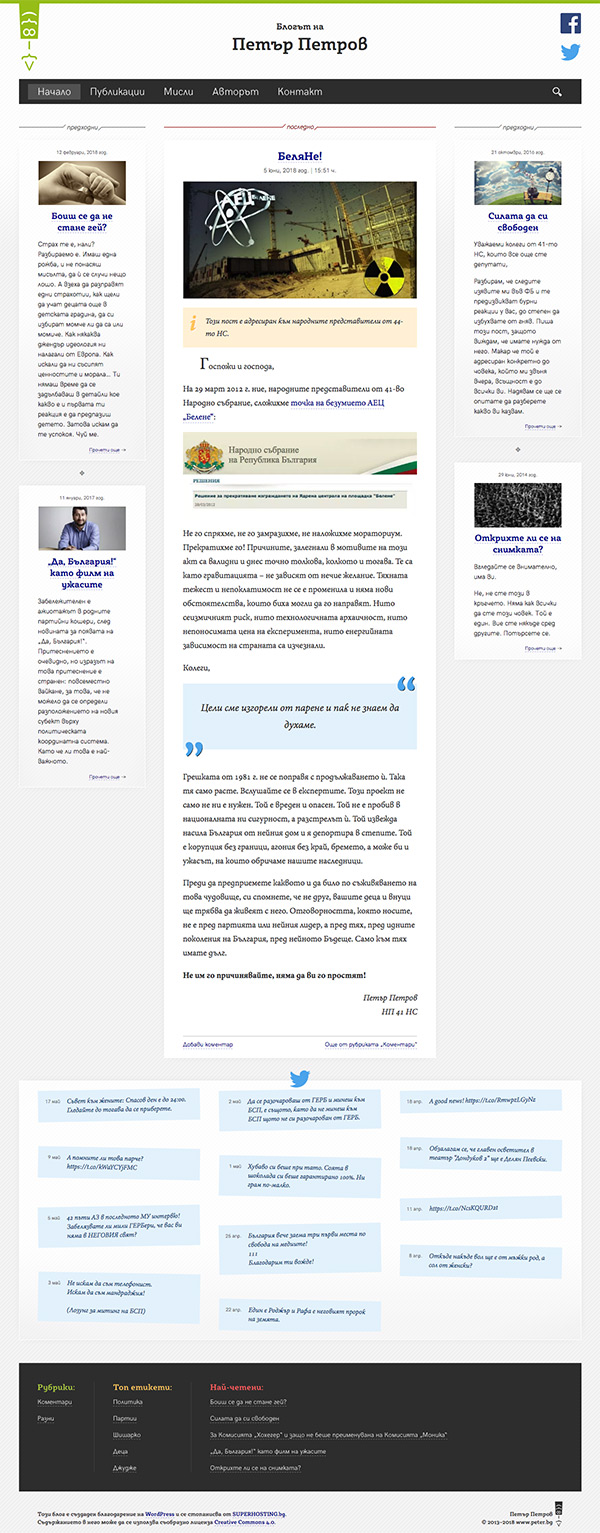 Блогът на
Петър Петров
Начало Публикации Мисли Авторът Контакт
предходни
12 февруари, 2018 год.
Боиш се да не
стане гей?
Страх те е, нали?
Разбираемо е. Имаш една
рожба, и не понасяш
мисълта, да ѝ се случи нещо
лошо. А взеха да разправят
едни страхотии, как щели
да учат децата още в
детската градина, да си
избират момче ли да са или
момиче. Как някаква
джендър идеология ни
налагали от Европа. Как
искали да ни съсипят
ценностите и морала... Ти
нямаш време да се
задълбаваш в детайли кое
какво е и първата ти
реакция е да предпазиш
детето. Затова искам да
те успокоя. Чуй ме.
Прочети още →
11 януари, 2017 год.
„Да, България!“
като филм на
ужасите
Забележителен е
ажиотажът в родните
партийни кошери, след
новината за появата на
„Да, България!“.
Притеснението е
очевидно, но изразът на
това притеснение е
странен: повсеместно
вайкане, за това, че не
можело да се определи
разположението на новия
субект върху
политическата
координатна система.
Като че ли това е най-
важното.
Прочети още →
последно
БеляНе!
5 юни, 2018 год. | 15:51 ч.
АЕЦ БЕЛЕНЕ
Този пост е адресиран към народните представители от 44-
то НС.
Госпожи и господа,
На 29 март 2012 г. ние, народните представители от 41-во
Народно събрание, сложихме точка на безумието АЕЦ
„Белене“:
Народно събрание
на Република България
РЕШЕНИЯ
Решение за прекратяване изграждането на Ядрена централа на площадка "Белене"
29/03/2012
Не го спряхме, не го замразихме, не наложихме мораториум.
Прекратихме го! Причините, залегнали в мотивите на този
акт са валидни и днес точно толкова, колкото и тогава. Те са
като гравитацията – не зависят от нечие желание. Тяхната
тежест и неоплатимост не се е променила и няма нови
обстоятелства, които биха могли да го направят. Нито
сеизмичният риск, нито технологичната архаичност, нито
непоносимата цена на експеримента, нито енергийната
зависимост на страната са изчезнали.
Колеги,
Цели сме изгорели от парене и пак не знаем да
духаме.
Грешката от 1981 г. не се поправя с продължаването ѝ. Така
тя само расте. Вслушайте се в експертите. Този проект не
само не ни е нужен. Той е вреден и опасен. Той не е пробив в
националната ни сигурност, а разстрелът ѝ. Той извежда
насила България от нейния дом и я депортира в степите. Той
е корупция без граници, агония без край, бремето, а може би и
ужасът, на които обричаме нашите наследници.
Преди да предприемете каквото и да било по съживяването на
това чудовище, си спомнете, че не друг, вашите деца и внуци
ще трябва да живеят с него. Отговорността, която носите,
не е пред партията или нейния лидер, а пред тях, пред идните
поколения на България, пред нейното Бъдеще. Само към тях
имате дълг.
Не им го причинявайте, няма да ви го простят!
Петър Петров
НП 41 НС
Добави коментар Още от рубриката „Коментари“
предходни
21 октомври, 2016 год.
Силата да си
свободен
Уважаеми колеги от 41-то
НС, които все още сте
депутати,
Разбирам, че следите
изявите ми във ФБ и те
предизвикват бурни
реакции у вас, до степен да
избухвате от гняв. Пиша
този пост, защото
виждам, че имате нужда от
него. Макар че той е
адресиран конкретно до
човека, който ми звъня
вчера, всъщност е до
всички ви. Надявам се ще се
опитате да разберете
какво ви казвам.
Прочети още →
29 юни, 2014 год.
Открихте ли се на
снимката?
Вгледайте се внимателно,
има ви.
Не, не сте този в
кръгчето. Няма как всички
да сте този човек. Той е
един. Вие сте някъде сред
другите. Потърсете се.
Прочети още →
17 май Съвет към жените: Спасов ден е до 24:00.
Гледайте до тогава да се приберете.
9 май А помните ли това парче?
https://t.co/kWuYCYjFMC
5 май 42 пъти АЗ в последното МУ интервю!
Забелязвате ли мили ГЕРБери, че вас ви
няма в НЕГОВИЯ свят?
3 май Не искам да съм телефонист.
Искам да съм мандраджия!
(Лозунг за митинг на БСП)
2 май Да се разочароваш от ГЕРБ и минеш към
БСП, е същото, като да не минеш към
БСП щото не си разочарован от ГЕРБ.
1 май Хубаво си беше при тато. Соята в
шоколада си беше гарантирано 100%. Ни
грам по-малко.
25 апр. България вече заема три първи места по
свобода на медиите!
111
Благодарим ти вожде!
22 апр. Един е Роджър и Рафа е неговият пророк
на земята.
18 апр. A good news! https://t.co/RmwpzLGyNz
18 апр. Обзалагам се, че главен осветител в
театър "Дондуков 2" ще е Делян Пеевски.
11 апр. https://t.co/NcsKQURDzt
8 апр. Откъде накъде вол ще е от мъжки род, а
сол от женски?
Рубрики:
Коментари
Разни
Топ етикети:
Политика
Партии
Шишарко
Деца
Джудже
Най-четени:
Боиш се да не стане гей?
Силата да си свободен
За Комисията „Хохегер“ и защо не беше преименувана на Комисията „Моника“
„Да, България!“ като филм на ужасите
Открихте ли се на снимката?
Този блог е създаден благодарение на WordPress и се стопанисва от SUPERHOSTING.bg.
Съдържанието в него може да се използва съобразно лиценза Creative Commons 4.0.
Петър Петров
© 2013-2018 www.peter.bg